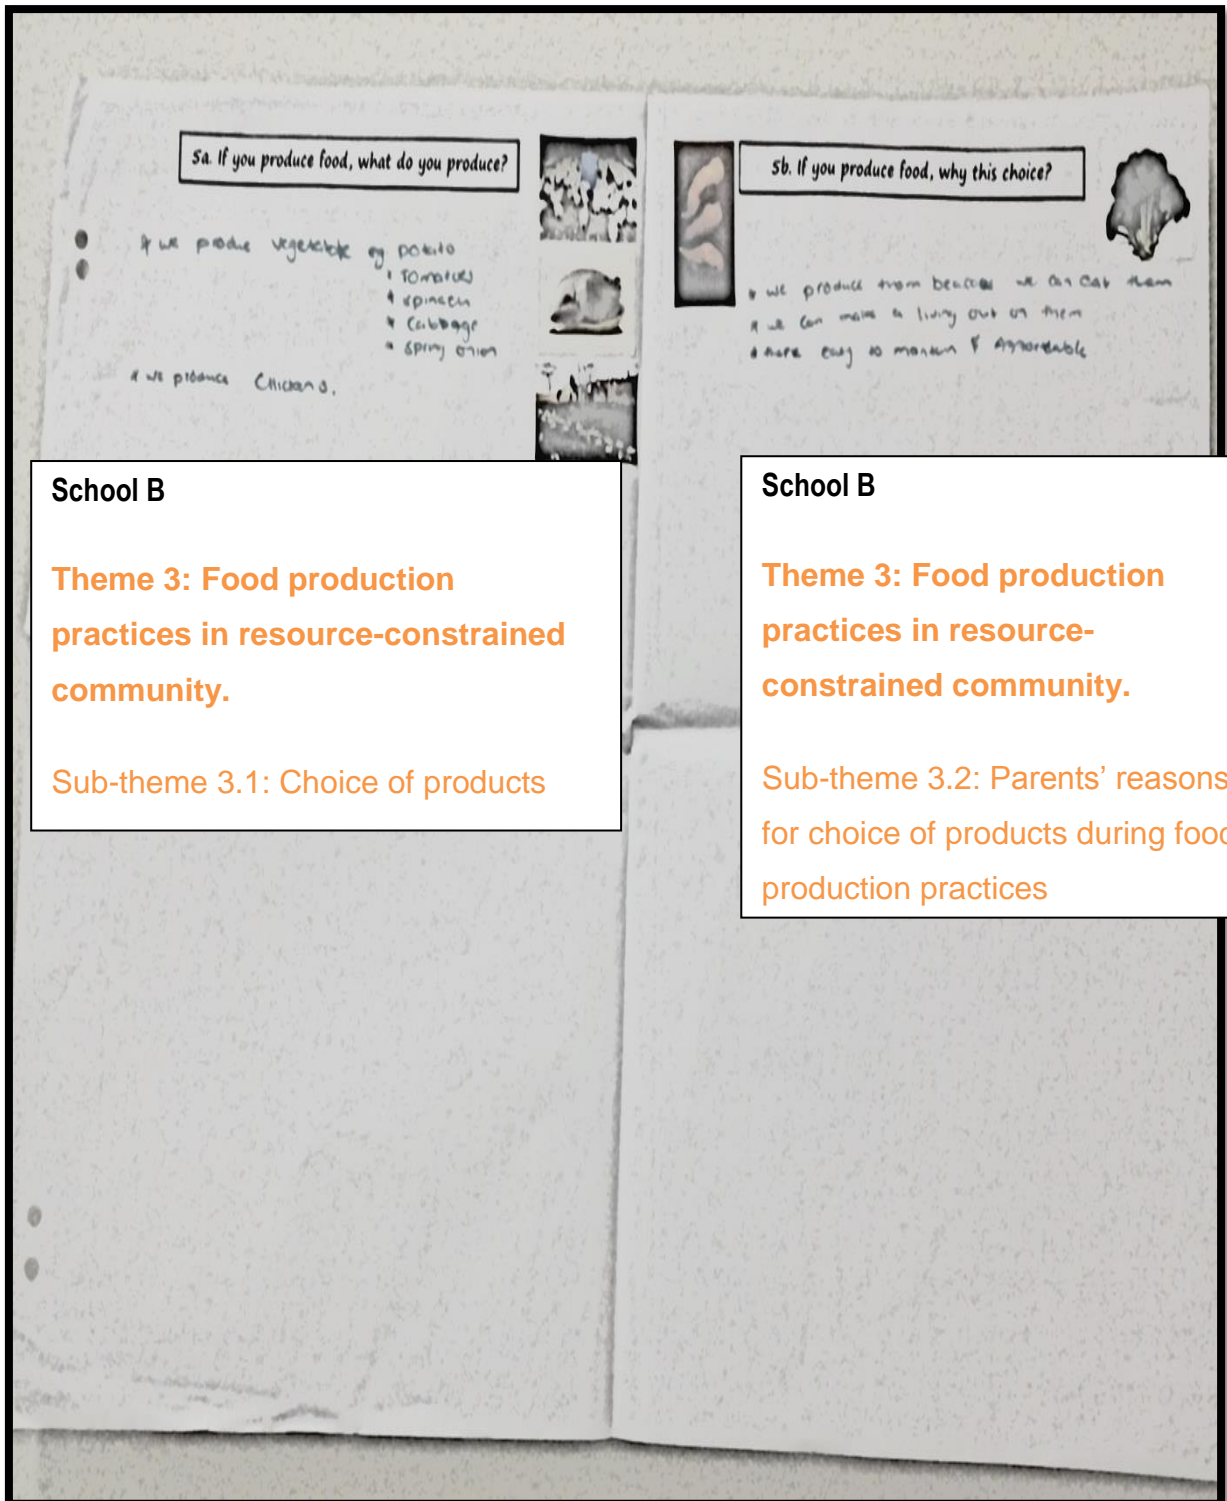 5a. If you produce food, what do you produce?
* we produe vegetable eg potato
* Tomatoes
* spinach
* Cabbage
* spring onion
* we produce Chickens.
5b. If you produce food, why this choice?
* we produce them because we can eat them
* we can make a living out on them
easy to & Affordable
School B
Theme 3: Food production
practices in resource-constrained
community.
Sub-theme 3.1: Choice of products
School B
Theme 3: Food production
practices in resource-
constrained community.
Sub-theme 3.2: Parents’ reasons
for choice of products during food
production practices